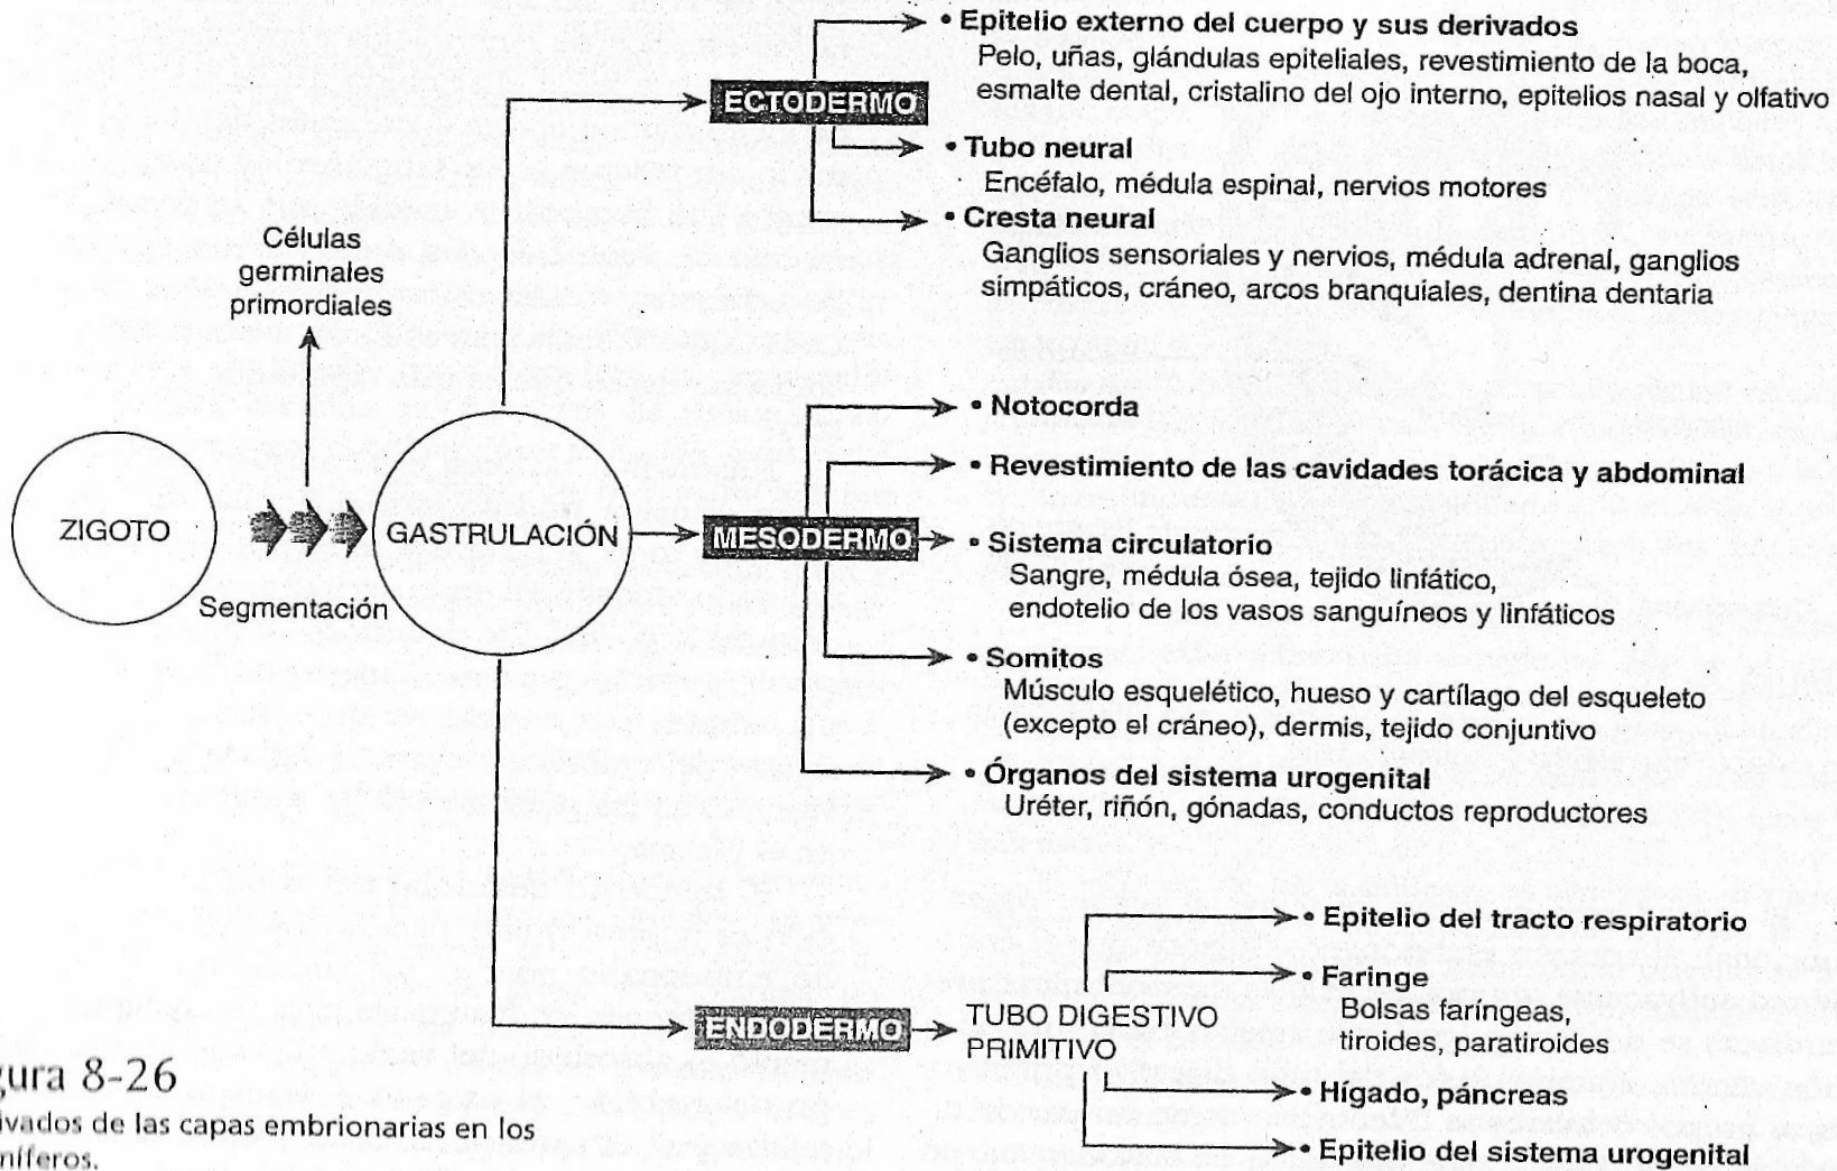 • Epitelio externo del cuerpo y sus derivados
Pelo, uñas, glándulas epiteliales, revestimiento de la boca,
esmalte dental, cristalino del ojo interno, epitelios nasal y olfativo
ECTODERMO
• Tubo neural
Encéfalo, médula espinal, nervios motores
• Cresta neural
Ganglios sensoriales y nervios, médula adrenal, ganglios
simpáticos, cráneo, arcos branquiales, dentina dentaria
Células
germinales
primordiales
ZIGOTO
Segmentación
GASTRULACIÓN
MESODERMO
• Notocorda
• Revestimiento de las cavidades torácica y abdominal
• Sistema circulatorio
Sangre, médula ósea, tejido linfático,
endotelio de los vasos sanguíneos y linfáticos
• Somitos
Músculo esquelético, hueso y cartílago del esqueleto
(excepto el cráneo), dermis, tejido conjuntivo
• Órganos del sistema urogenital
Uréter, riñón, gónadas, conductos reproductores
ENDODERMO
TUBO DIGESTIVO
PRIMITIVO
• Epitelio del tracto respiratorio
• Faringe
Bolsas faríngeas,
tiroides, paratiroides
• Hígado, páncreas
• Epitelio del sistema urogenital
gura 8-26
ivados de las capas embrionarias en los
níferos.